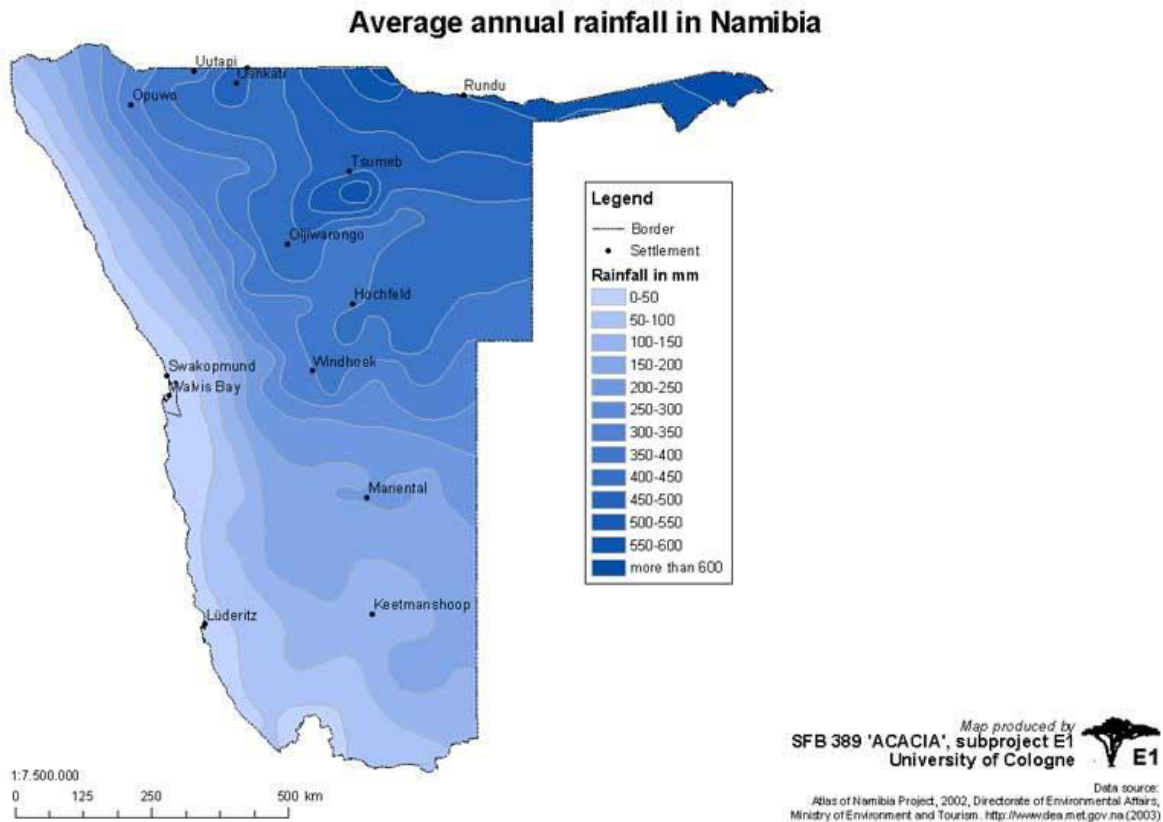 Average annual rainfall in Namibia
Uutapi
Oshkati
Opuwo
Rundu
Tsumeb
Otjiwarongo
Hochfeld
Windhoek
Swakopmund
Walvis Bay
Mariental
Keetmanshoop
Lüderitz
Legend
Border
Settlement
Rainfall in mm
0-50
50-100
100-150
150-200
200-250
250-300
300-350
350-400
400-450
450-500
500-550
550-600
more than 600
Map produced by
SFB 389 'ACACIA', subproject E1
University of Cologne
E1
1:7.500.000
0 125 250 500 km
Data source:
Atlas of Namibia Project, 2002, Directorate of Environmental Affairs,
Ministry of Environment and Tourism. http://www.dea.met.gov.na (2003)